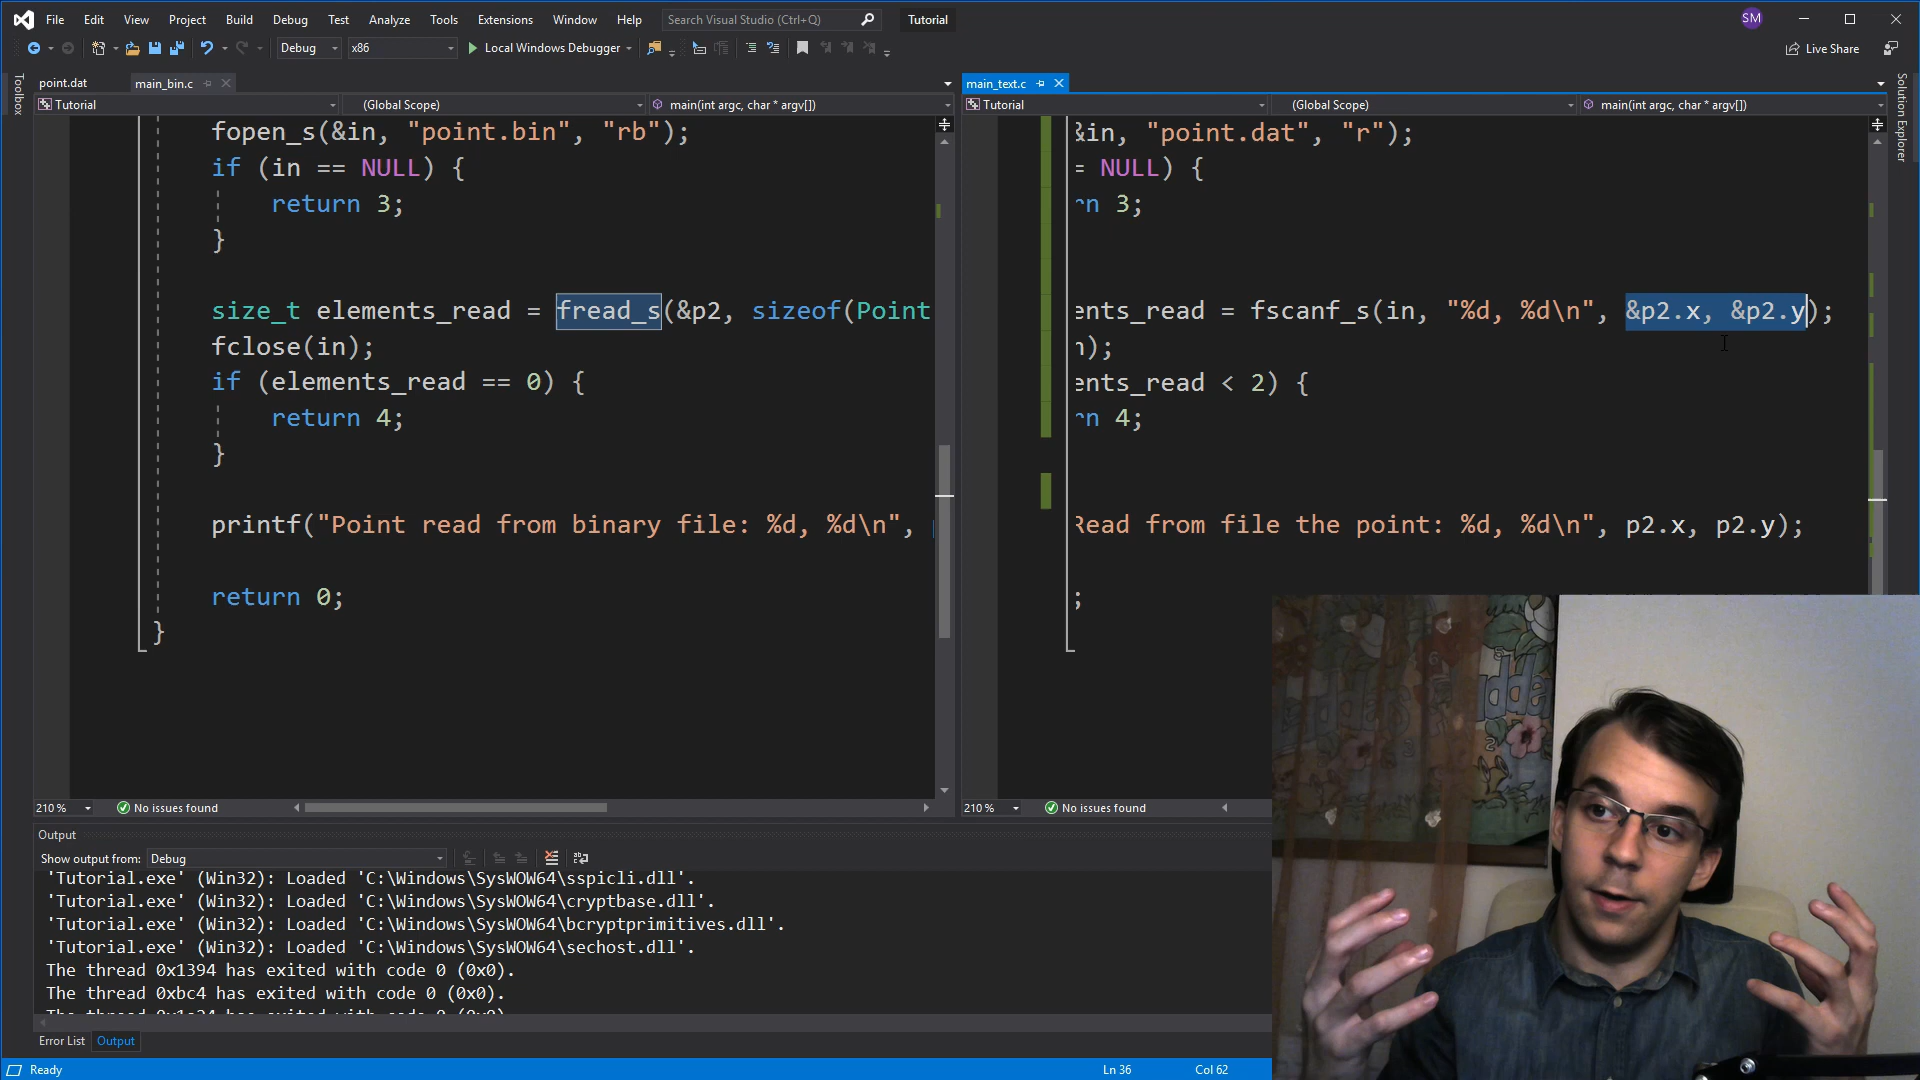 File Edit View Project Build Debug Test Analyze Tools Extensions Window Help Search Visual Studio (Ctrl+Q) Tutorial SM
Debug x86 Local Windows Debugger Live Share
Toolbox
point.dat main_bin.c
Tutorial (Global Scope) main(int argc, char * argv[])
fopen_s(&in, "point.bin", "rb");
if (in == NULL) {
return 3;
}
size_t elements_read = fread_s(&p2, sizeof(Point
fclose(in);
if (elements_read == 0) {
return 4;
}
printf("Point read from binary file: %d, %d\n",
return 0;
}
210 % No issues found
main_text.c
Tutorial (Global Scope) main(int argc, char * argv[])
&in, "point.dat", "r");
= NULL) {
rn 3;
ents_read = fscanf_s(in, "%d, %d\n", &p2.x, &p2.y);
n);
ents_read < 2) {
rn 4;
Read from file the point: %d, %d\n", p2.x, p2.y);
;
210 % No issues found
Solution Explorer
Output
Show output from: Debug
'Tutorial.exe' (Win32): Loaded 'C:\Windows\SysWOW64\sspicli.dll'.
'Tutorial.exe' (Win32): Loaded 'C:\Windows\SysWOW64\cryptbase.dll'.
'Tutorial.exe' (Win32): Loaded 'C:\Windows\SysWOW64\bcryptprimitives.dll'.
'Tutorial.exe' (Win32): Loaded 'C:\Windows\SysWOW64\sechost.dll'.
The thread 0x1394 has exited with code 0 (0x0).
The thread 0xbc4 has exited with code 0 (0x0).
Error List Output
Ready Ln 36 Col 62